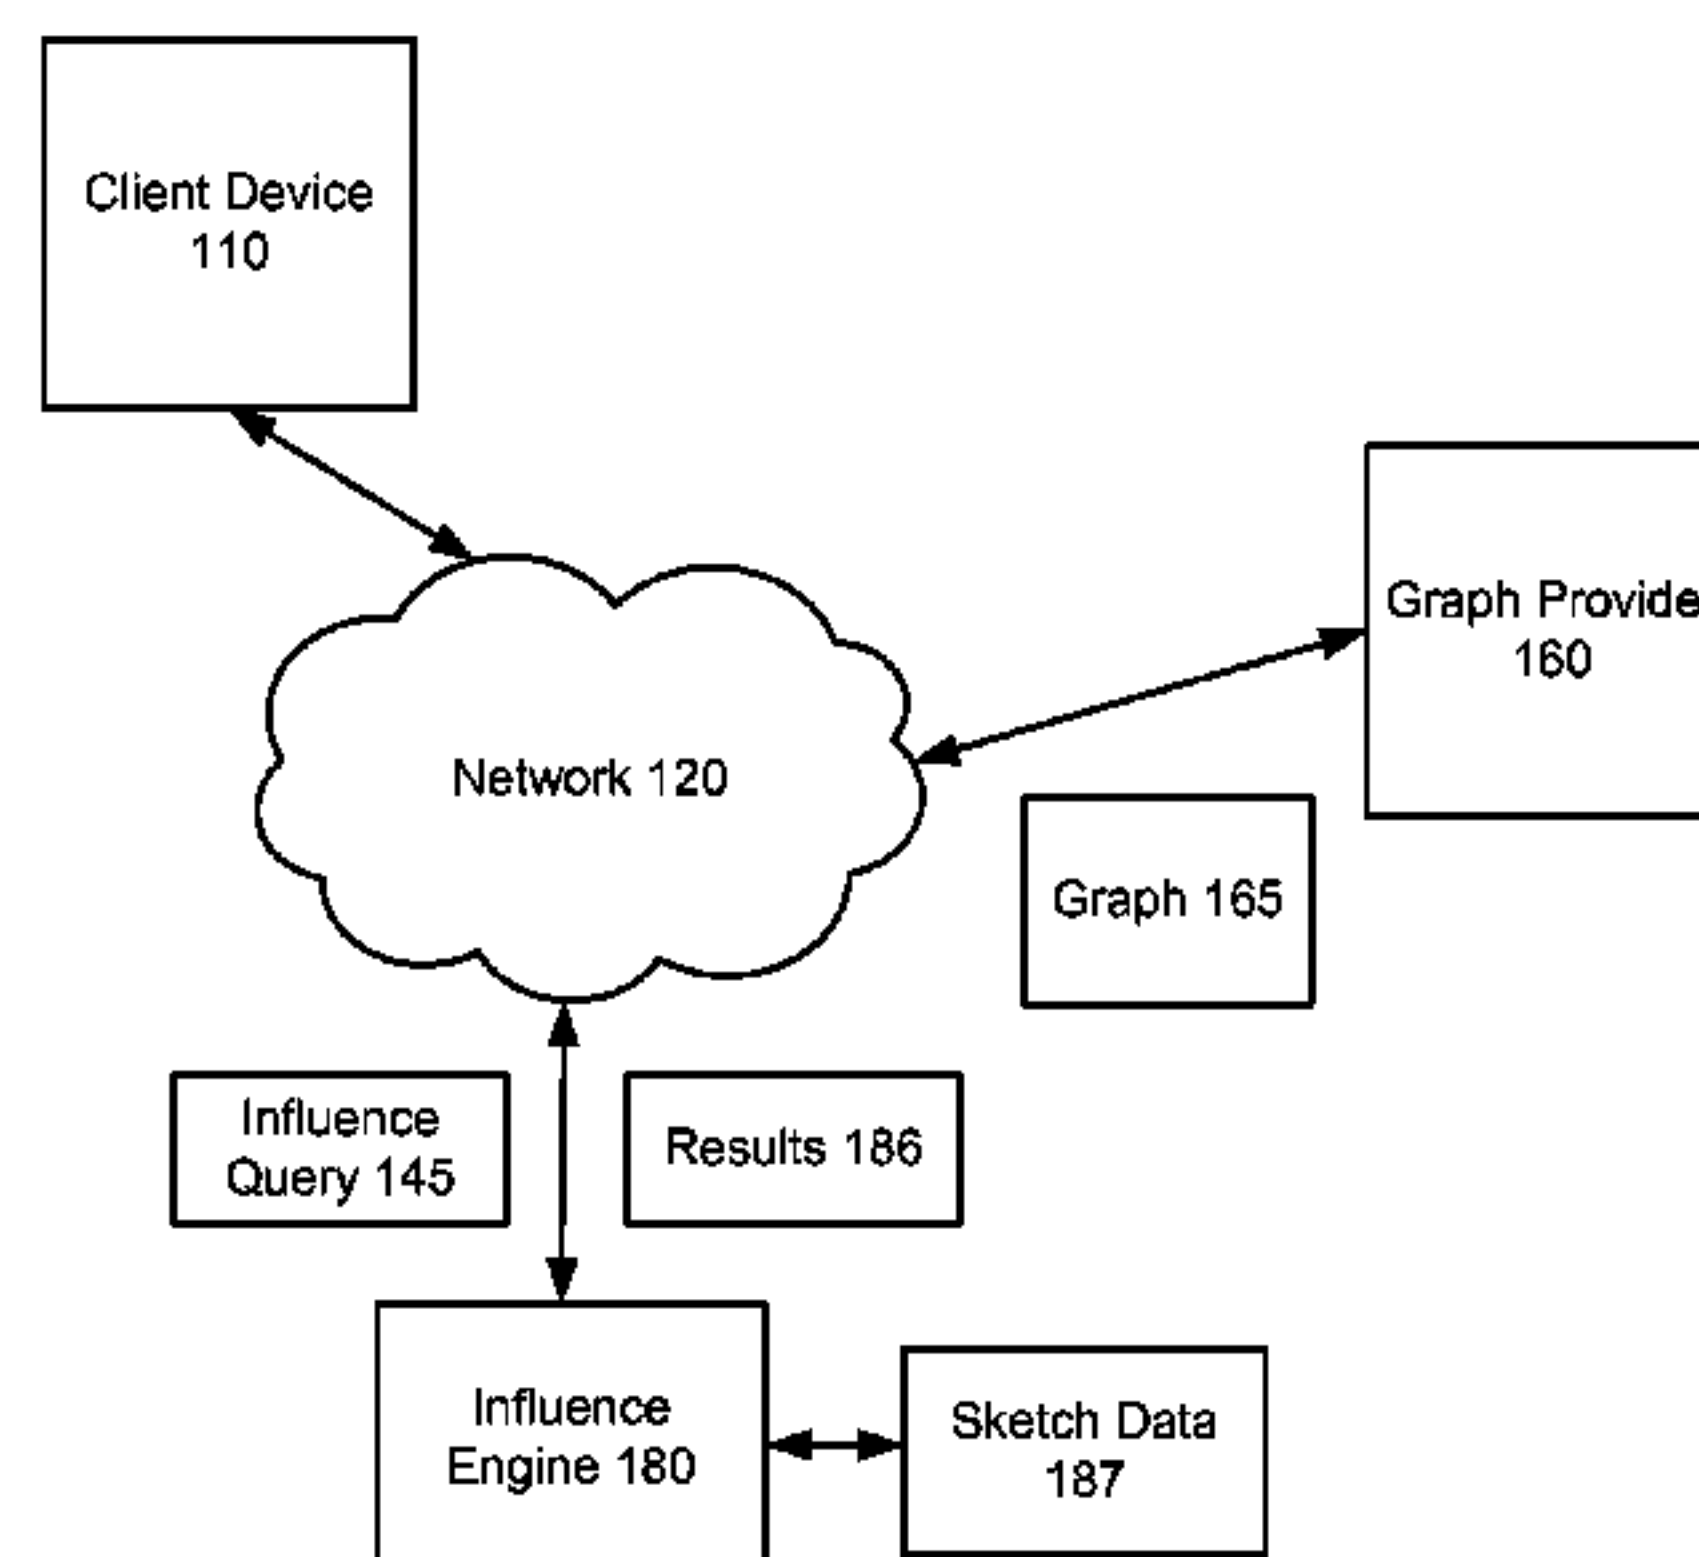 Client Device
110
Graph Provide
160
Network 120
Graph 165
Influence
Query 145
Results 186
Influence
Engine 180
Sketch Data
187